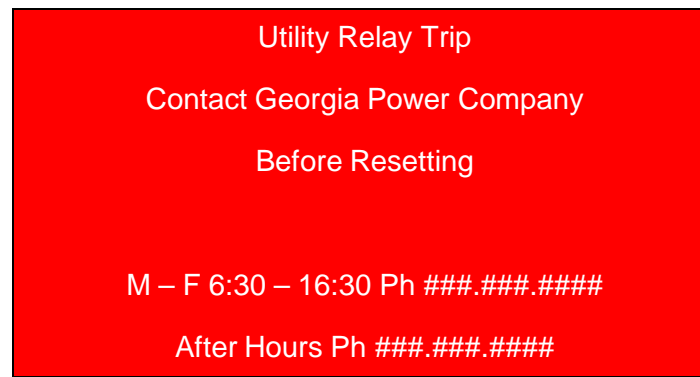 Utility Relay Trip
Contact Georgia Power Company
Before Resetting
M – F 6:30 – 16:30 Ph ###.###.####
After Hours Ph ###.###.####